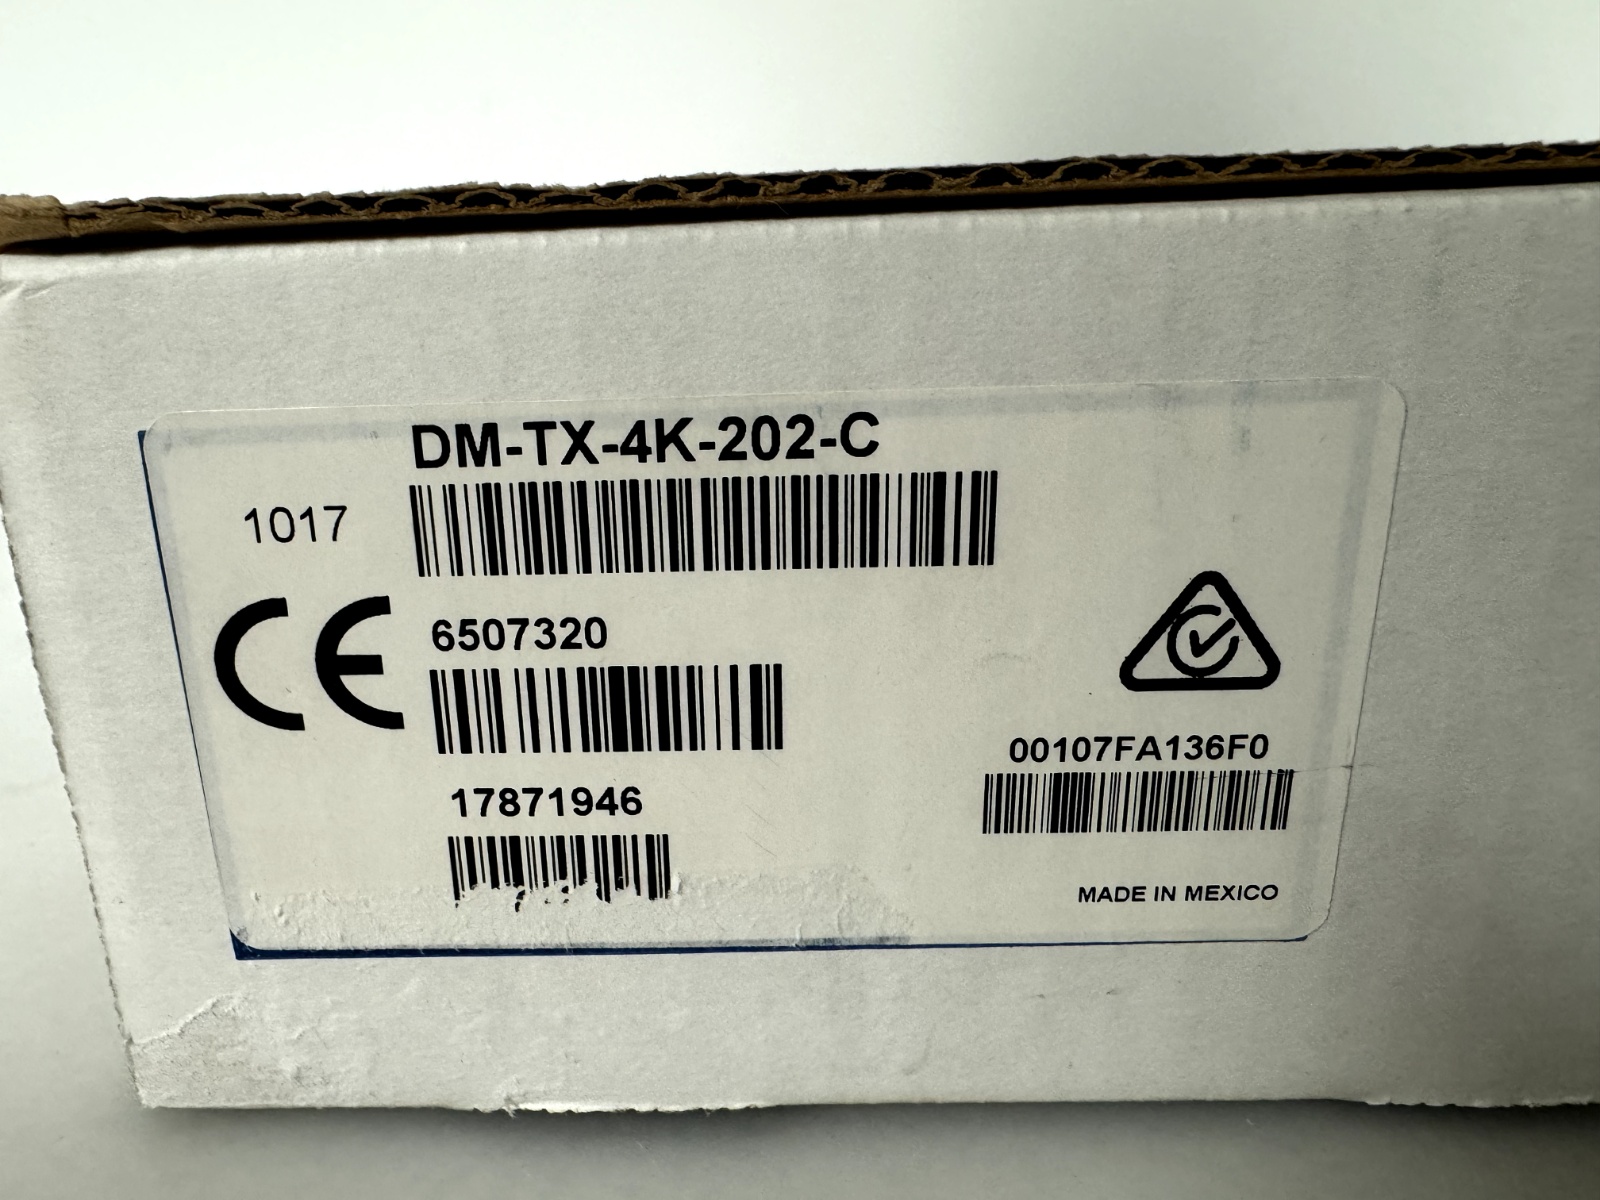 DM-TX-4K-202-C
1017
CE
6507320
17871946
00107FA136F0
MADE IN MEXICO